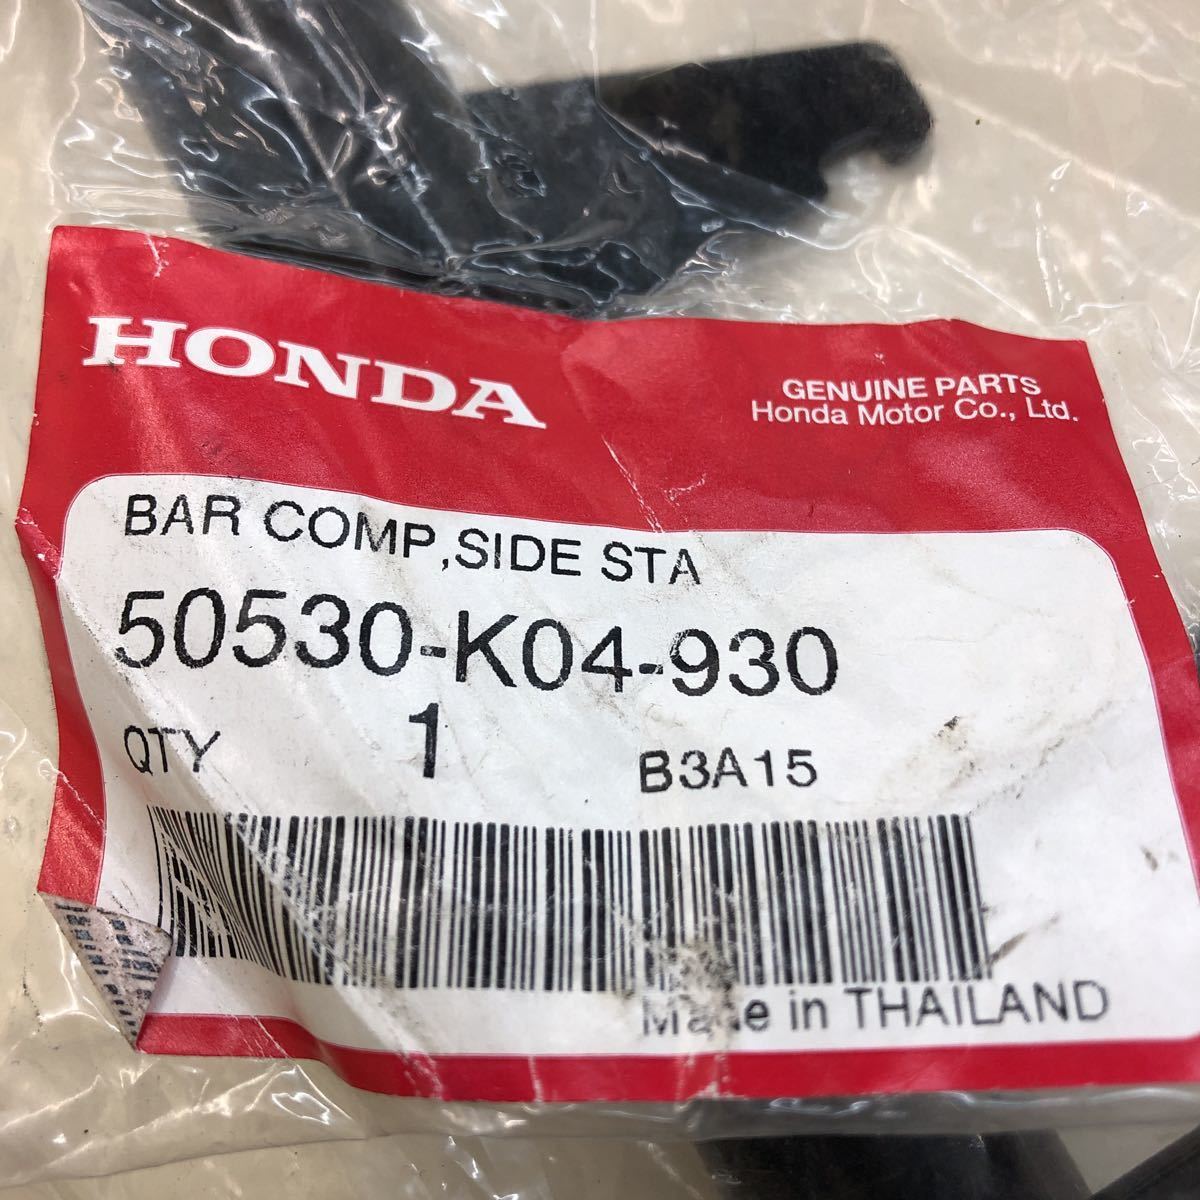 HONDA
GENUINE PARTS
Honda Motor Co., Ltd.
BAR COMP,SIDE STA
50530-K04-930
QTY 1 B3A15
Made in THAILAND